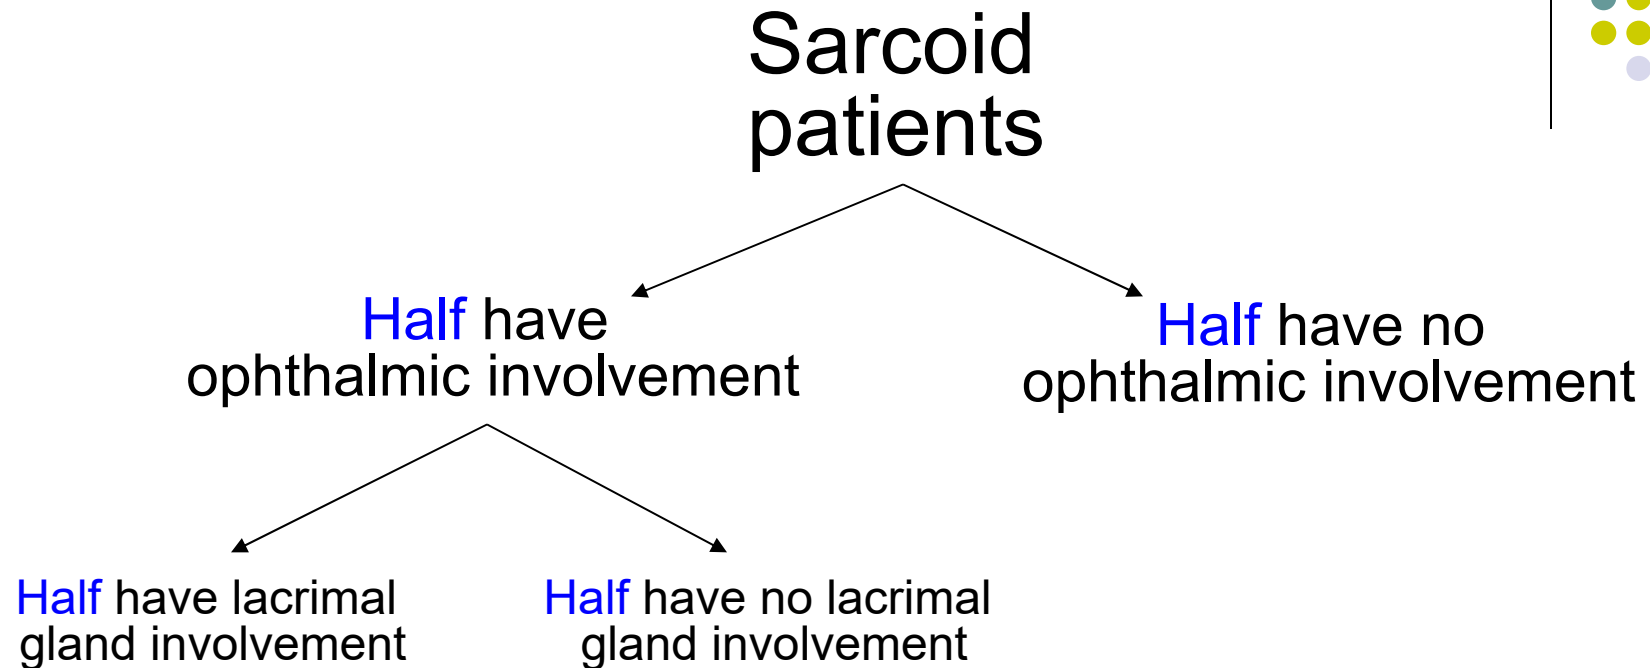 Sarcoid
patients
Half have
ophthalmic involvement
Half have no
ophthalmic involvement
Half have lacrimal
gland involvement
Half have no lacrimal
gland involvement